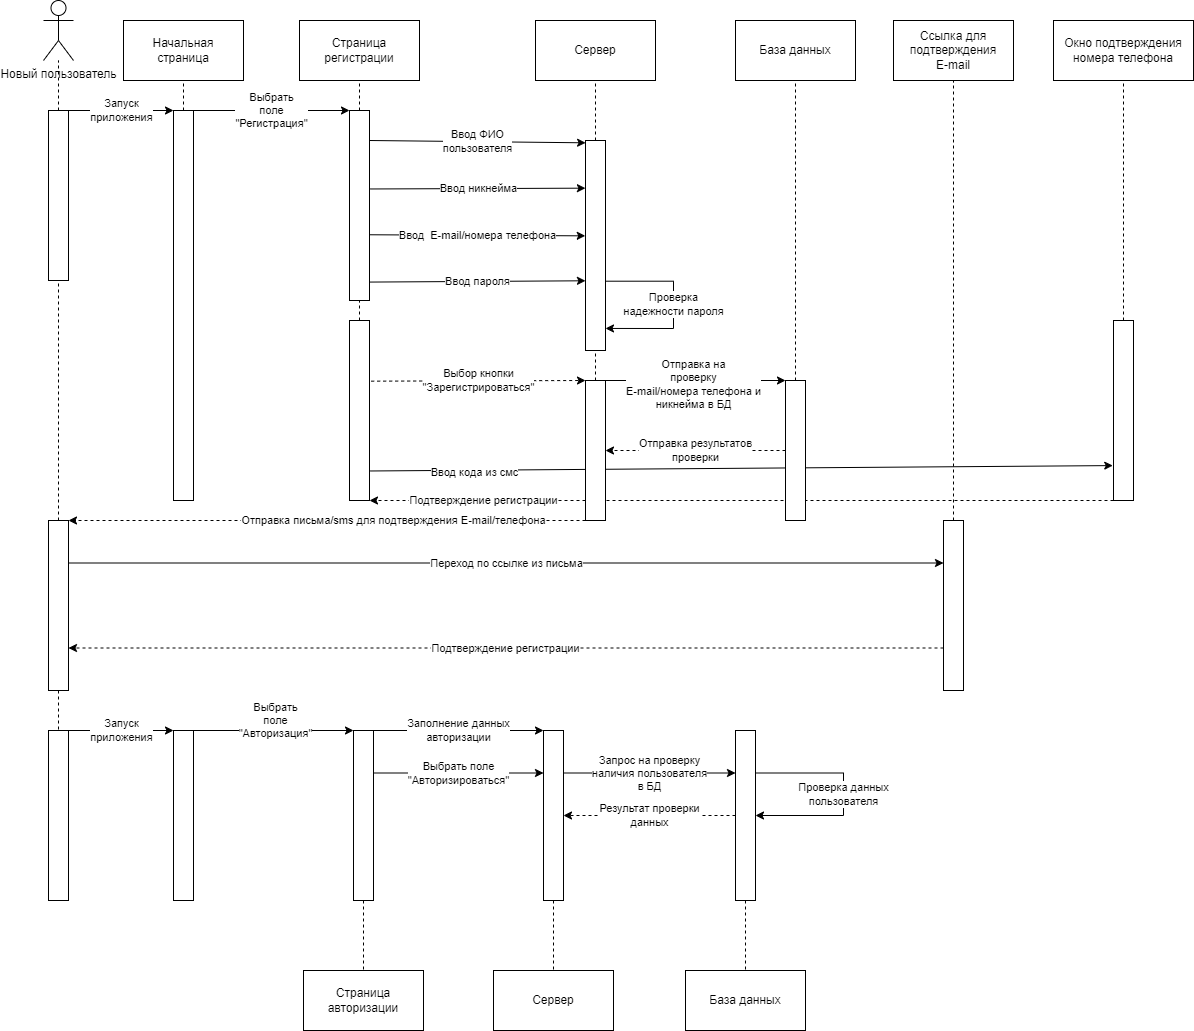 Новый пользователь
Начальная
страница
Страница
регистрации
Сервер
База данных
Ссылка для
подтверждения
E-mail
Окно подтверждения
номера телефона
Запуск
приложения
Выбрать
поле
"Регистрация"
Ввод ФИО
пользователя
Ввод никнейма
Ввод E-mail/номера телефона
Ввод пароля
Проверка
надежности пароля
Выбор кнопки
"Зарегистрироваться"
Отправка на
проверку
E-mail/номера телефона и
никнейма в БД
Отправка результатов
проверки
Ввод кода из смс
Подтверждение регистрации
Отправка письма/sms для подтверждения E-mail/телефона
Переход по ссылке из письма
Подтверждение регистрации
Запуск
приложения
Выбрать
поле
"Авторизация"
Заполнение данных
авторизации
Выбрать поле
"Авторизироваться"
Запрос на проверку
наличия пользователя
в БД
Проверка данных
пользователя
Результат проверки
данных
Страница
авторизации
Сервер
База данных